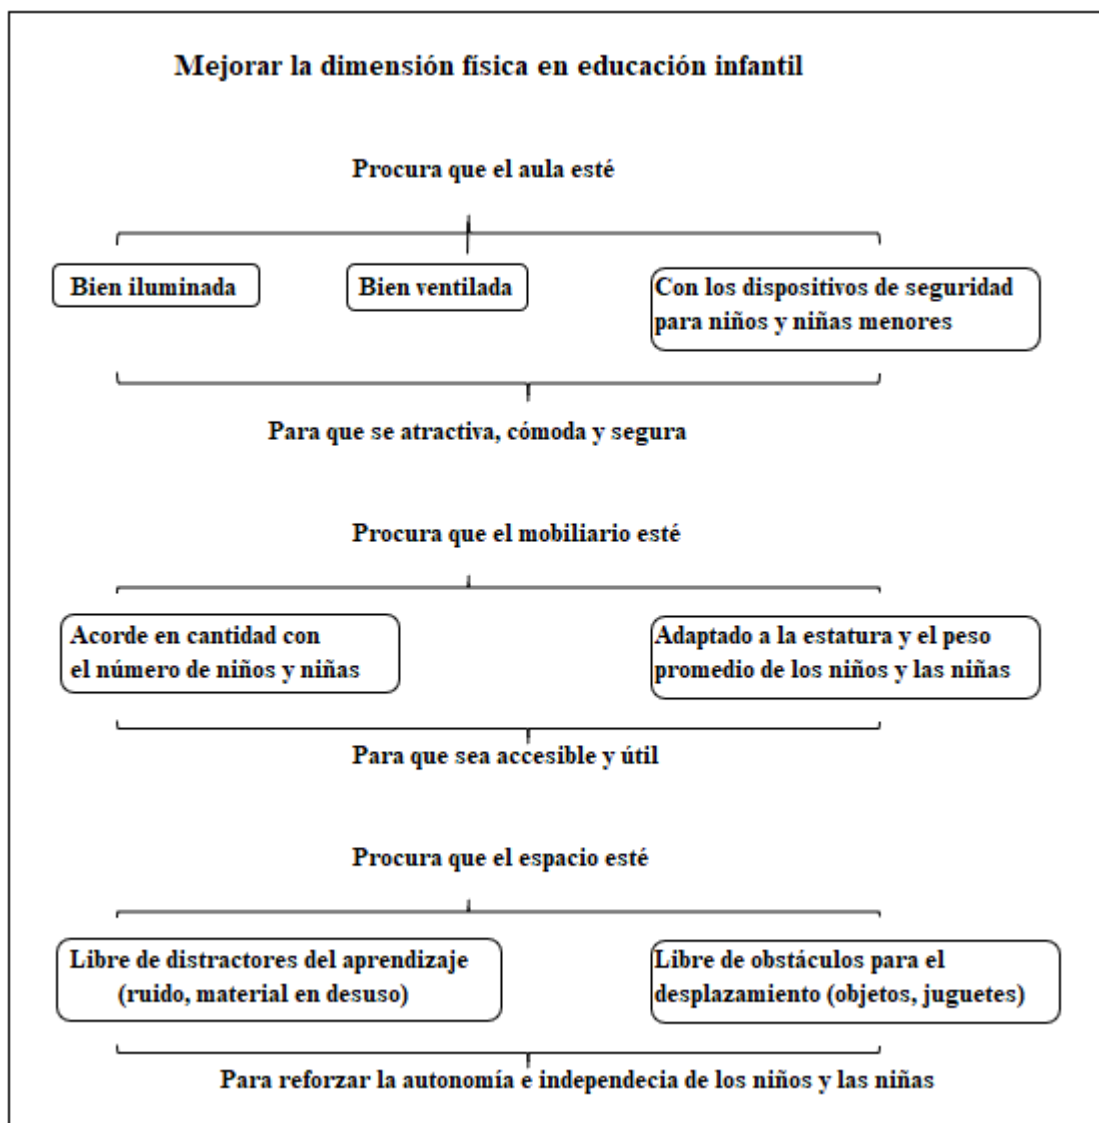 Mejorar la dimensión física en educación infantil
Procura que el aula esté
Bien iluminada
Bien ventilada
Con los dispositivos de seguridad
para niños y niñas menores
Para que se atractiva, cómoda y segura
Procura que el mobiliario esté
Acorde en cantidad con
el número de niños y niñas
Adaptado a la estatura y el peso
promedio de los niños y las niñas
Para que sea accesible y útil
Procura que el espacio esté
Libre de distractores del aprendizaje
(ruido, material en desuso)
Libre de obstáculos para el
desplazamiento (objetos, juguetes)
Para reforzar la autonomía e independecia de los niños y las niñas